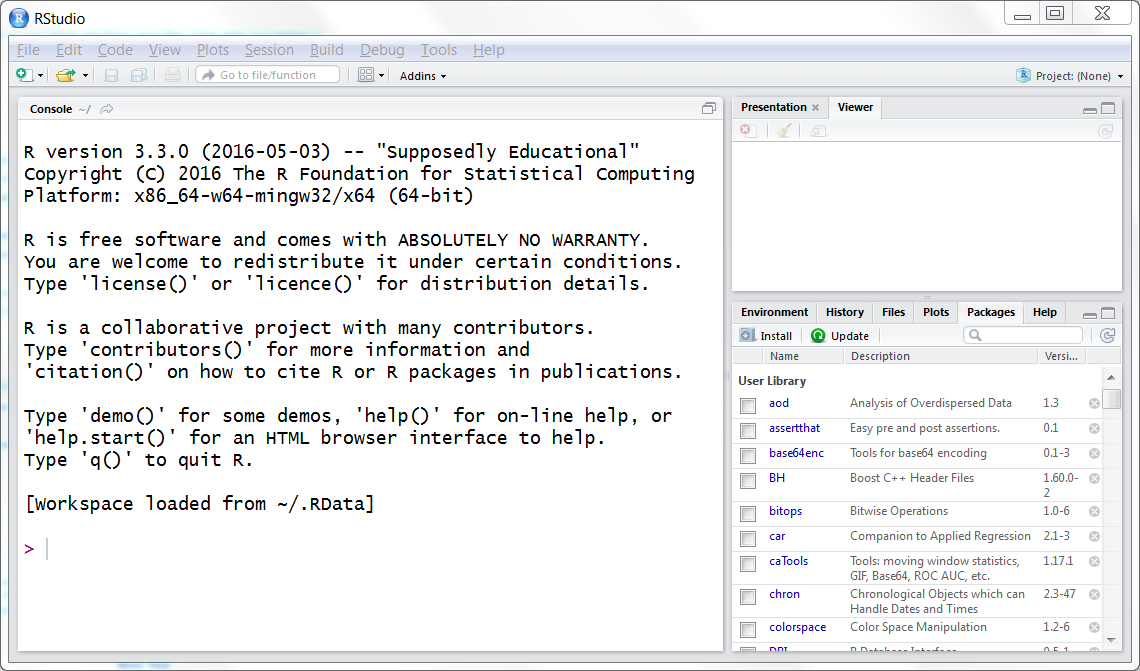 RStudio
File Edit Code View Plots Session Build Debug Tools Help
Go to file/function Addins Project: (None)
Console ~/
R version 3.3.0 (2016-05-03) -- "Supposedly Educational"
Copyright (C) 2016 The R Foundation for Statistical Computing
Platform: x86_64-w64-mingw32/x64 (64-bit)
R is free software and comes with ABSOLUTELY NO WARRANTY.
You are welcome to redistribute it under certain conditions.
Type 'license()' or 'licence()' for distribution details.
R is a collaborative project with many contributors.
Type 'contributors()' for more information and
'citation()' on how to cite R or R packages in publications.
Type 'demo()' for some demos, 'help()' for on-line help, or
'help.start()' for an HTML browser interface to help.
Type 'q()' to quit R.
[Workspace loaded from ~/.RData]
>
Presentation Viewer
Environment History Files Plots Packages Help
Install Update
Name Description Versi...
User Library
aod Analysis of Overdispersed Data 1.3
assertthat Easy pre and post assertions. 0.1
base64enc Tools for base64 encoding 0.1-3
BH Boost C++ Header Files 1.60.0-
2
bitops Bitwise Operations 1.0-6
car Companion to Applied Regression 2.1-3
caTools Tools: moving window statistics, 1.17.1
GIF, Base64, ROC AUC, etc.
chron Chronological Objects which can 2.3-47
Handle Dates and Times
colorspace Color Space Manipulation 1.2-6
DBI R Database Interface 0.5-1